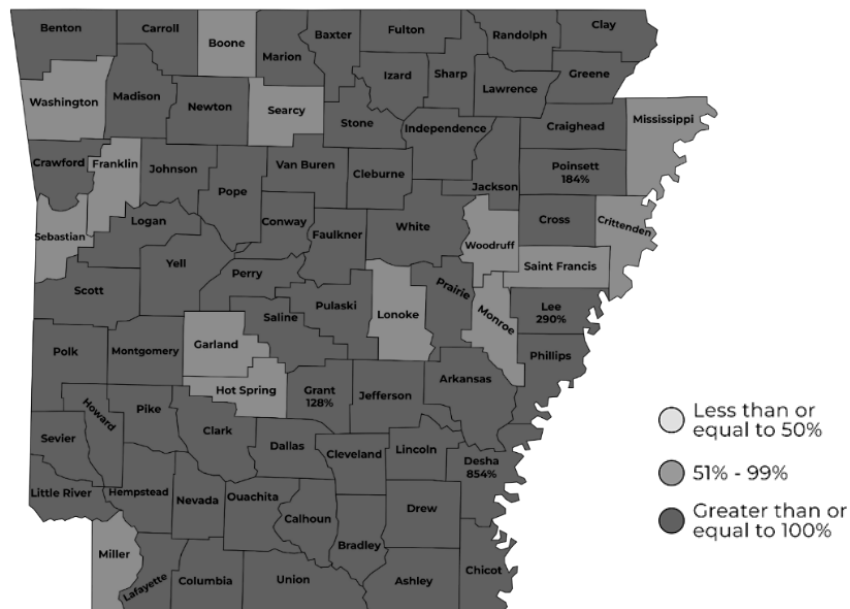 Benton
Carroll
Boone
Marion
Baxter
Fulton
Randolph
Clay
Washington
Madison
Newton
Searcy
Izard
Sharp
Lawrence
Greene
Stone
Independence
Craighead
Mississippi
Crawford
Franklin
Johnson
Pope
Van Buren
Cleburne
Jackson
Poinsett
184%
Sebastian
Logan
Conway
Faulkner
White
Woodruff
Cross
Crittenden
Scott
Yell
Perry
Saline
Pulaski
Lonoke
Prairie
Monroe
Saint Francis
Lee
290%
Polk
Montgomery
Garland
Hot Spring
Grant
128%
Jefferson
Arkansas
Phillips
Sevier
Howard
Pike
Clark
Dallas
Cleveland
Lincoln
Desha
854%
Little River
Hempstead
Nevada
Ouachita
Calhoun
Bradley
Drew
Miller
Lafayette
Columbia
Union
Ashley
Chicot
Less than or
equal to 50%
51% - 99%
Greater than or
equal to 100%